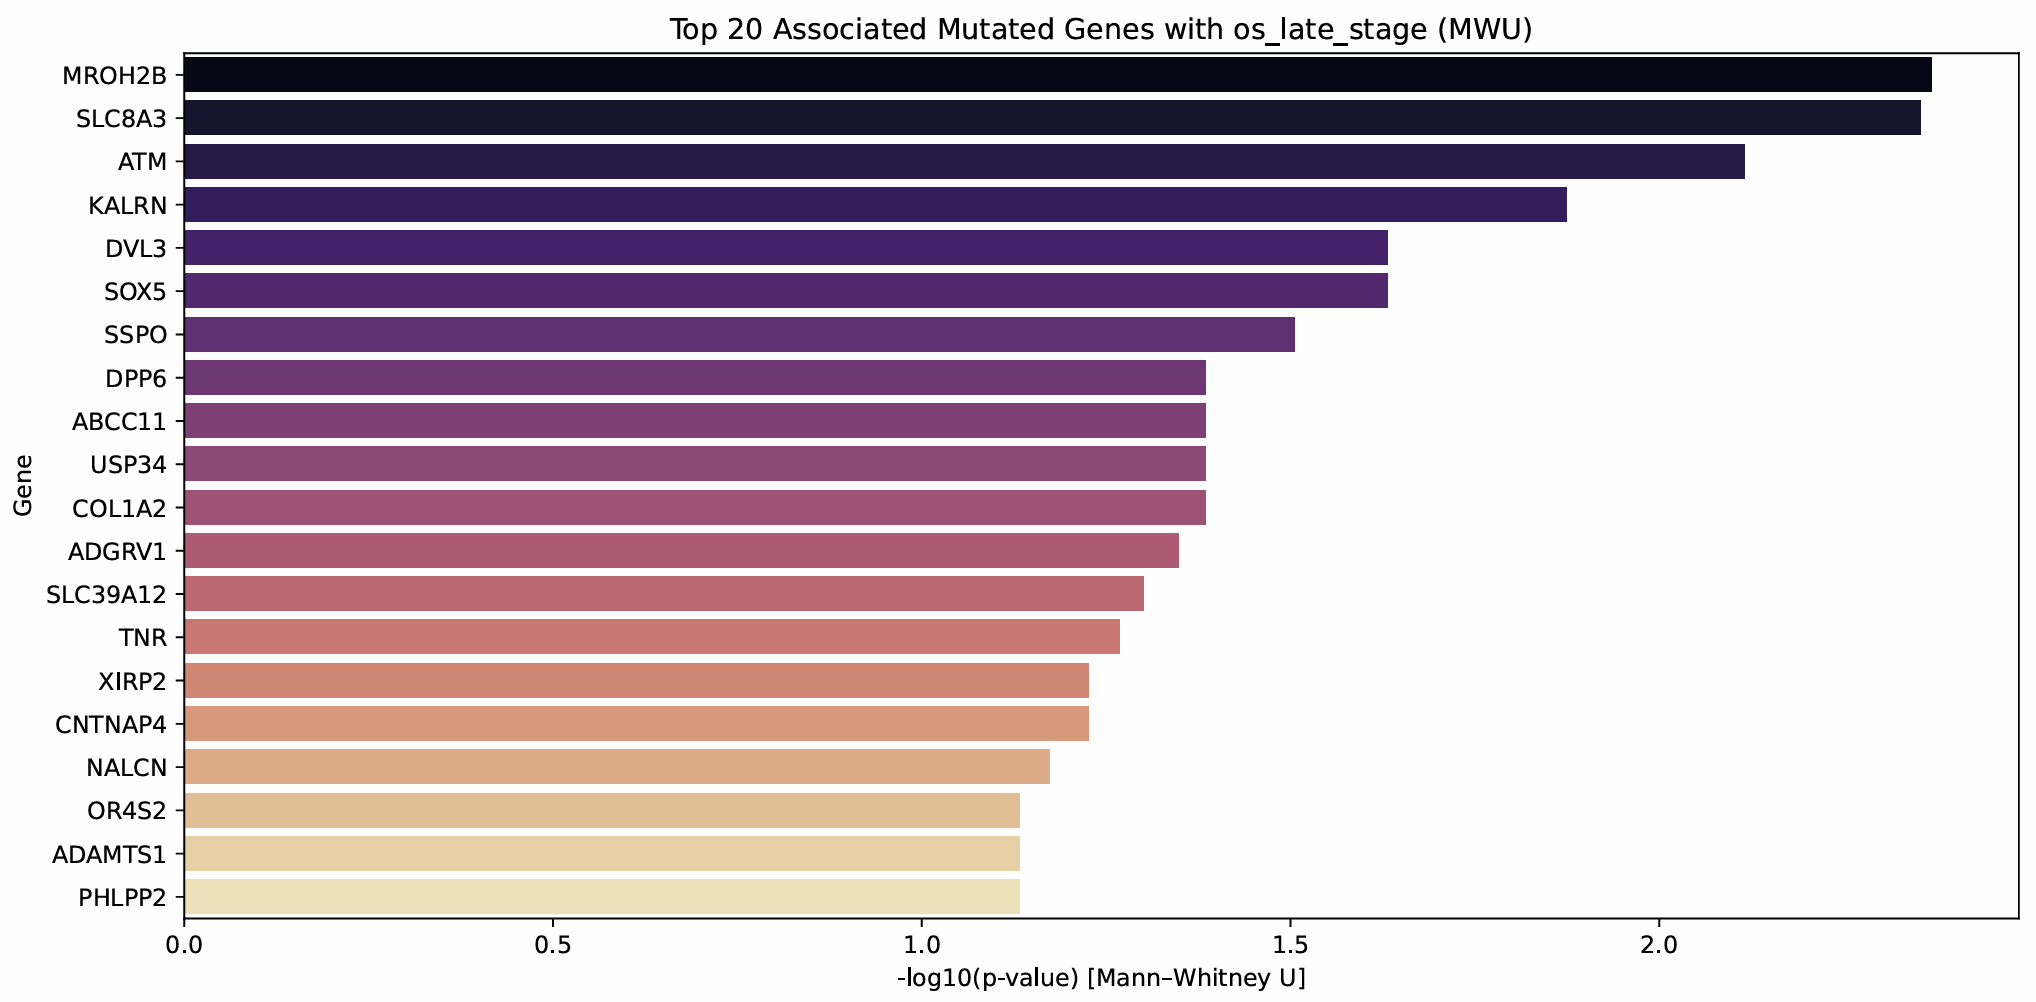 Top 20 Associated Mutated Genes with os_late_stage (MWU)
Gene
MROH2B
SLC8A3
ATM
KALRN
DVL3
SOX5
SSPO
DPP6
ABCC11
USP34
COL1A2
ADGRV1
SLC39A12
TNR
XIRP2
CNTNAP4
NALCN
OR4S2
ADAMTS1
PHLPP2
0.0 0.5 1.0 1.5 2.0
-log10(p-value) [Mann–Whitney U]